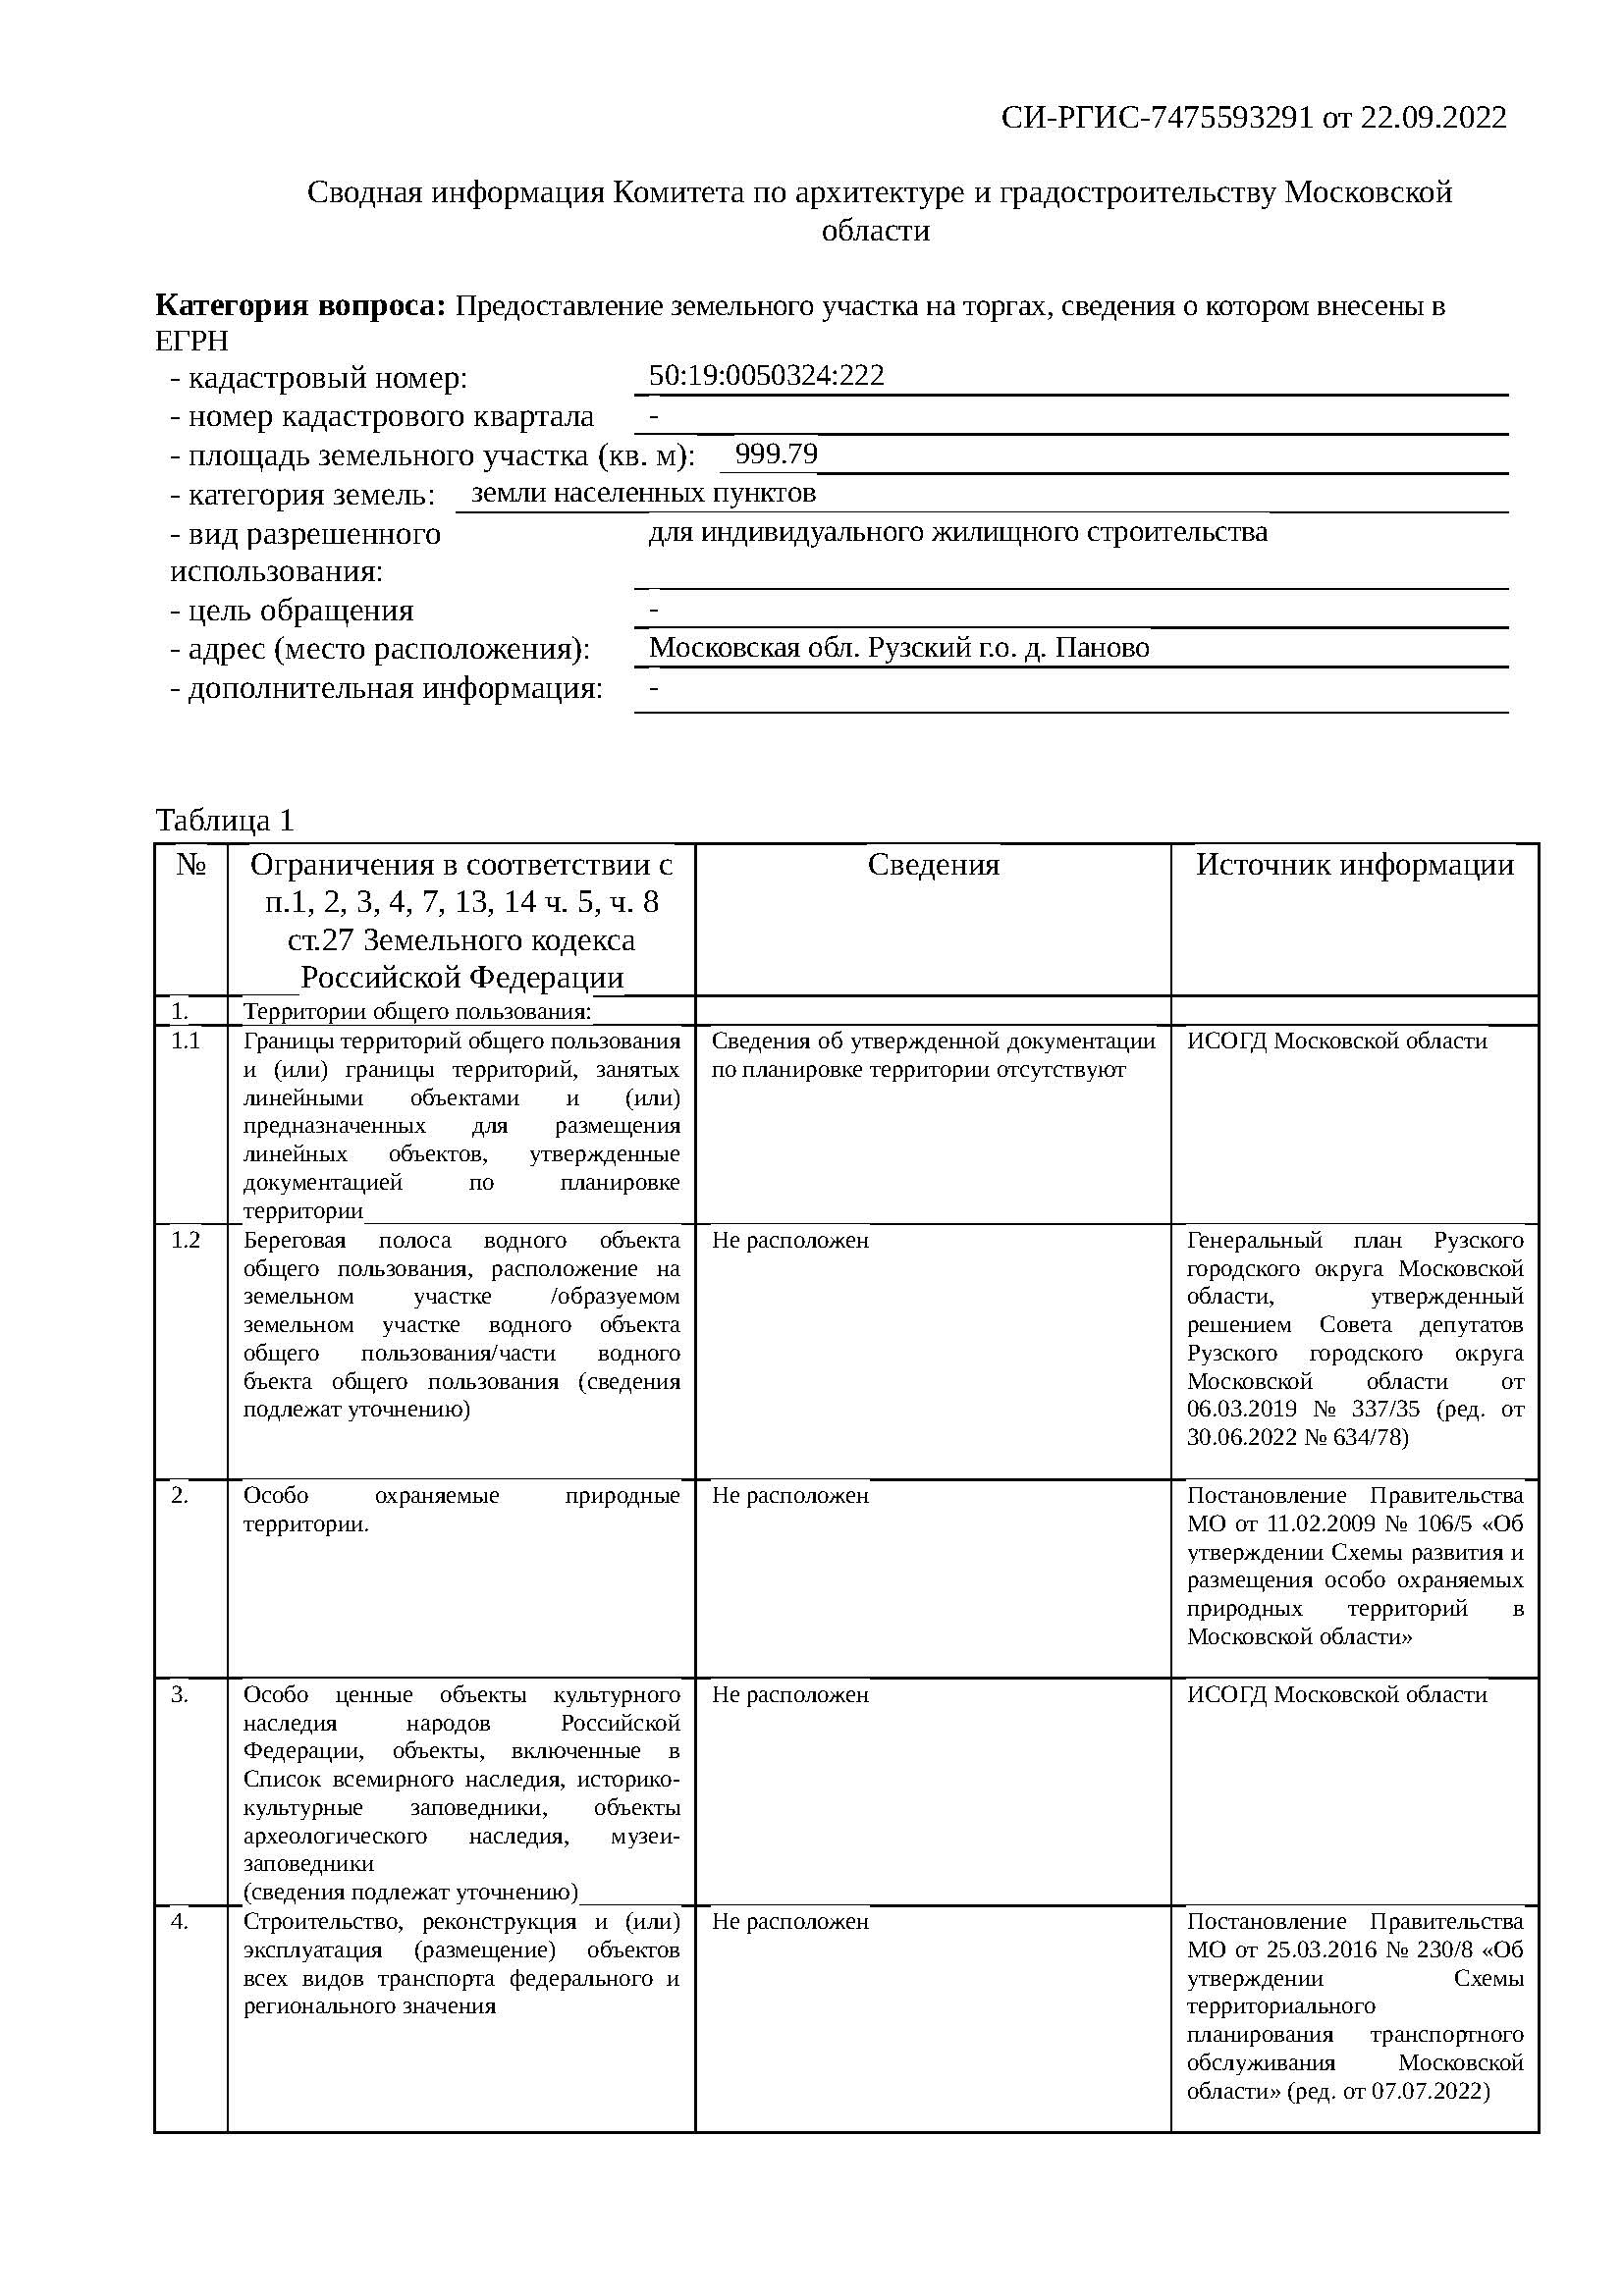 СИ-РГИС-7475593291 от 22.09.2022
Сводная информация Комитета по архитектуре и градостроительству Московской
области
Категория вопроса: Предоставление земельного участка на торгах, сведения о котором внесены в
ЕГРН
- кадастровый номер: 50:19:0050324:222
- номер кадастрового квартала -
- площадь земельного участка (кв. м): 999.79
- категория земель: земли населенных пунктов
- вид разрешенного для индивидуального жилищного строительства
использования:
- цель обращения -
- адрес (место расположения): Московская обл. Рузский г.о. д. Паново
- дополнительная информация: -
Таблица 1
№
Ограничения в соответствии с
п.1, 2, 3, 4, 7, 13, 14 ч. 5, ч. 8
ст.27 Земельного кодекса
Российской Федерации
Сведения
Источник информации
1.
Территории общего пользования:
1.1
Границы территорий общего пользования
и (или) границы территорий, занятых
линейными объектами и (или)
предназначенных для размещения
линейных объектов, утвержденные
документацией по планировке
территории
Сведения об утвержденной документации
по планировке территории отсутствуют
ИСОГД Московской области
1.2
Береговая полоса водного объекта
общего пользования, расположение на
земельном участке /образуемом
земельном участке водного объекта
общего пользования/части водного
бъекта общего пользования (сведения
подлежат уточнению)
Не расположен
Генеральный план Рузского
городского округа Московской
области, утвержденный
решением Совета депутатов
Рузского городского округа
Московской области от
06.03.2019 № 337/35 (ред. от
30.06.2022 № 634/78)
2.
Особо охраняемые природные
территории.
Не расположен
Постановление Правительства
МО от 11.02.2009 № 106/5 «Об
утверждении Схемы развития и
размещения особо охраняемых
природных территорий в
Московской области»
3.
Особо ценные объекты культурного
наследия народов Российской
Федерации, объекты, включенные в
Список всемирного наследия, историко-
культурные заповедники, объекты
археологического наследия, музеи-
заповедники
(сведения подлежат уточнению)
Не расположен
ИСОГД Московской области
4.
Строительство, реконструкция и (или)
эксплуатация (размещение) объектов
всех видов транспорта федерального и
регионального значения
Не расположен
Постановление Правительства
МО от 25.03.2016 № 230/8 «Об
утверждении Схемы
территориального
планирования транспортного
обслуживания Московской
области» (ред. от 07.07.2022)